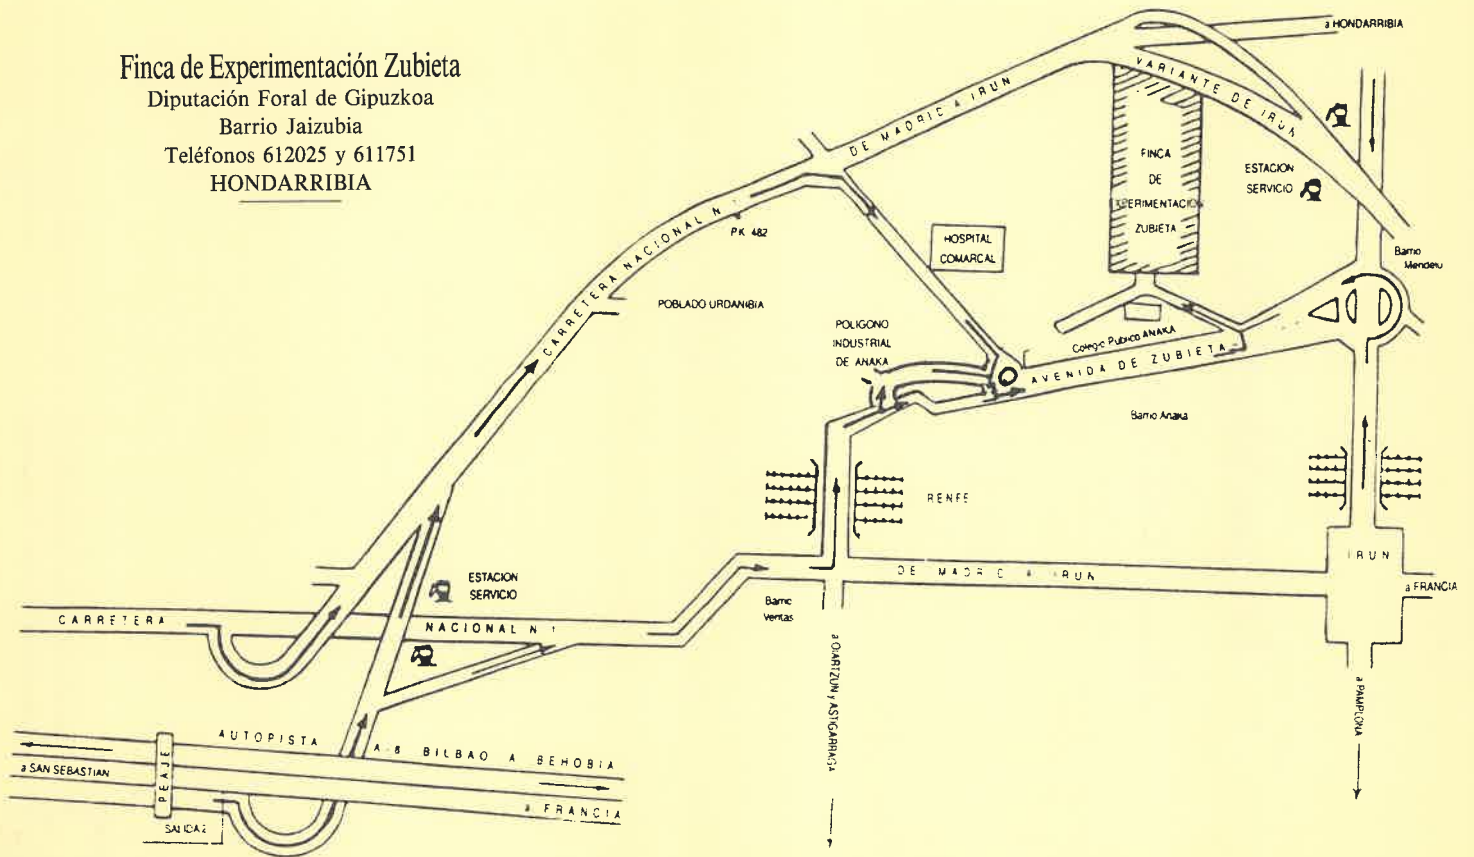 Finca de Experimentación Zubieta
Diputación Foral de Gipuzkoa
Barrio Jaizubia
Teléfonos 612025 y 611751
HONDARRIBIA
a HONDARRIBIA
VARIANTE DE IRUN
DE MADRID A IRUN
FINCA
DE
EXPERIMENTACION
ZUBIETA
ESTACION
SERVICIO
Barrio
Mendelu
CARRETERA NACIONAL N 1
PK 482
HOSPITAL
COMARCAL
POBLADO URDANIBIA
POLIGONO
INDUSTRIAL
DE ANAKA
Colegio Publico ANAKA
AVENIDA DE ZUBIETA
Barrio Anaka
RENFE
IRUN
DE MADRID A IRUN
a FRANCIA
ESTACION
SERVICIO
Barrio
Ventas
CARRETERA NACIONAL N 1
a OIARTZUN y ASTIGARRAGA
a PAMPLONA
AUTOPISTA A-8 BILBAO A BEHOBIA
a SAN SEBASTIAN
PEAJE
a FRANCIA
SALIDA 2